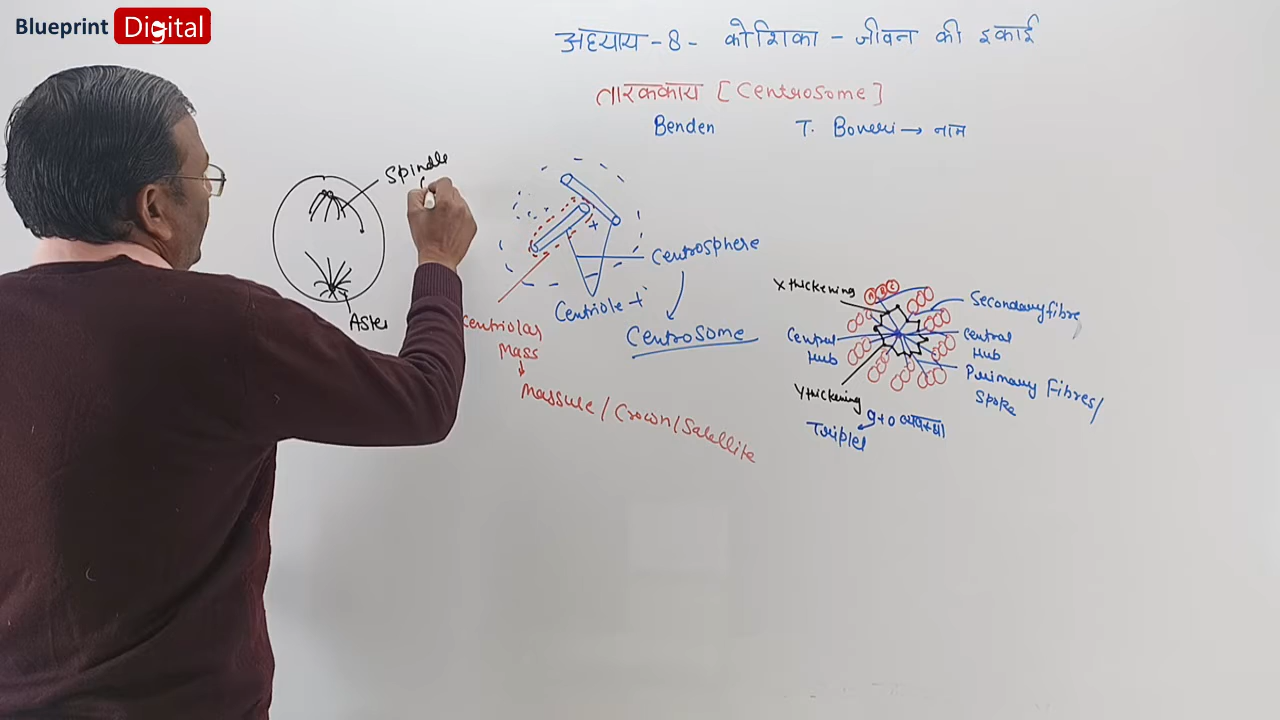 Blueprint Digital
अध्याय - 8 - कोशिका - जीवन की इकाई
तारककाय [Centrosome]
Benden T. Boveri → नाम
Spindle
Aster
Centrosphere
Centriole +
Centrosome
Centriolar
Mass
Massule / Crown / Satellite
X thickening
Secondary fibre
Central
Hub
Central
Hub
Primary Fibres/
Spoke
Y thickening
9+0 व्यवस्था
Triplet